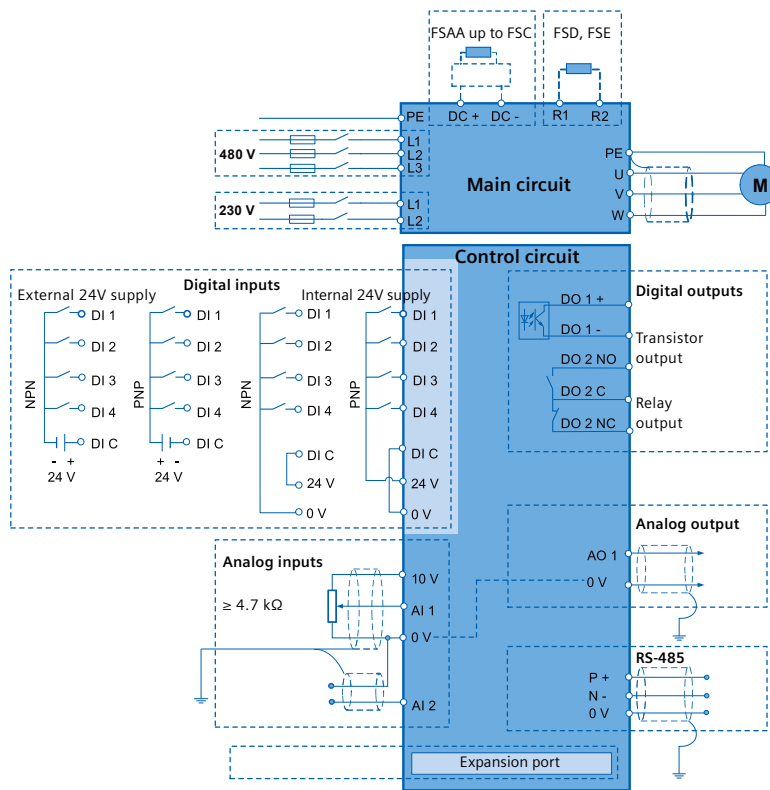 FSAA up to FSC
FSD, FSE
DC +
DC -
R1
R2
PE
480 V
L1
L2
L3
230 V
L1
L2
Main circuit
PE
U
V
W
M
Control circuit
Digital inputs
External 24V supply
Internal 24V supply
NPN
DI 1
DI 2
DI 3
DI 4
DI C
- +
24 V
PNP
DI 1
DI 2
DI 3
DI 4
DI C
+ -
24 V
NPN
DI 1
DI 2
DI 3
DI 4
DI C
24 V
0 V
PNP
DI 1
DI 2
DI 3
DI 4
DI C
24 V
0 V
Digital outputs
DO 1 +
DO 1 -
Transistor
output
DO 2 NO
DO 2 C
DO 2 NC
Relay
output
Analog inputs
≥ 4.7 kΩ
10 V
AI 1
0 V
AI 2
Analog output
AO 1
0 V
RS-485
P +
N -
0 V
Expansion port